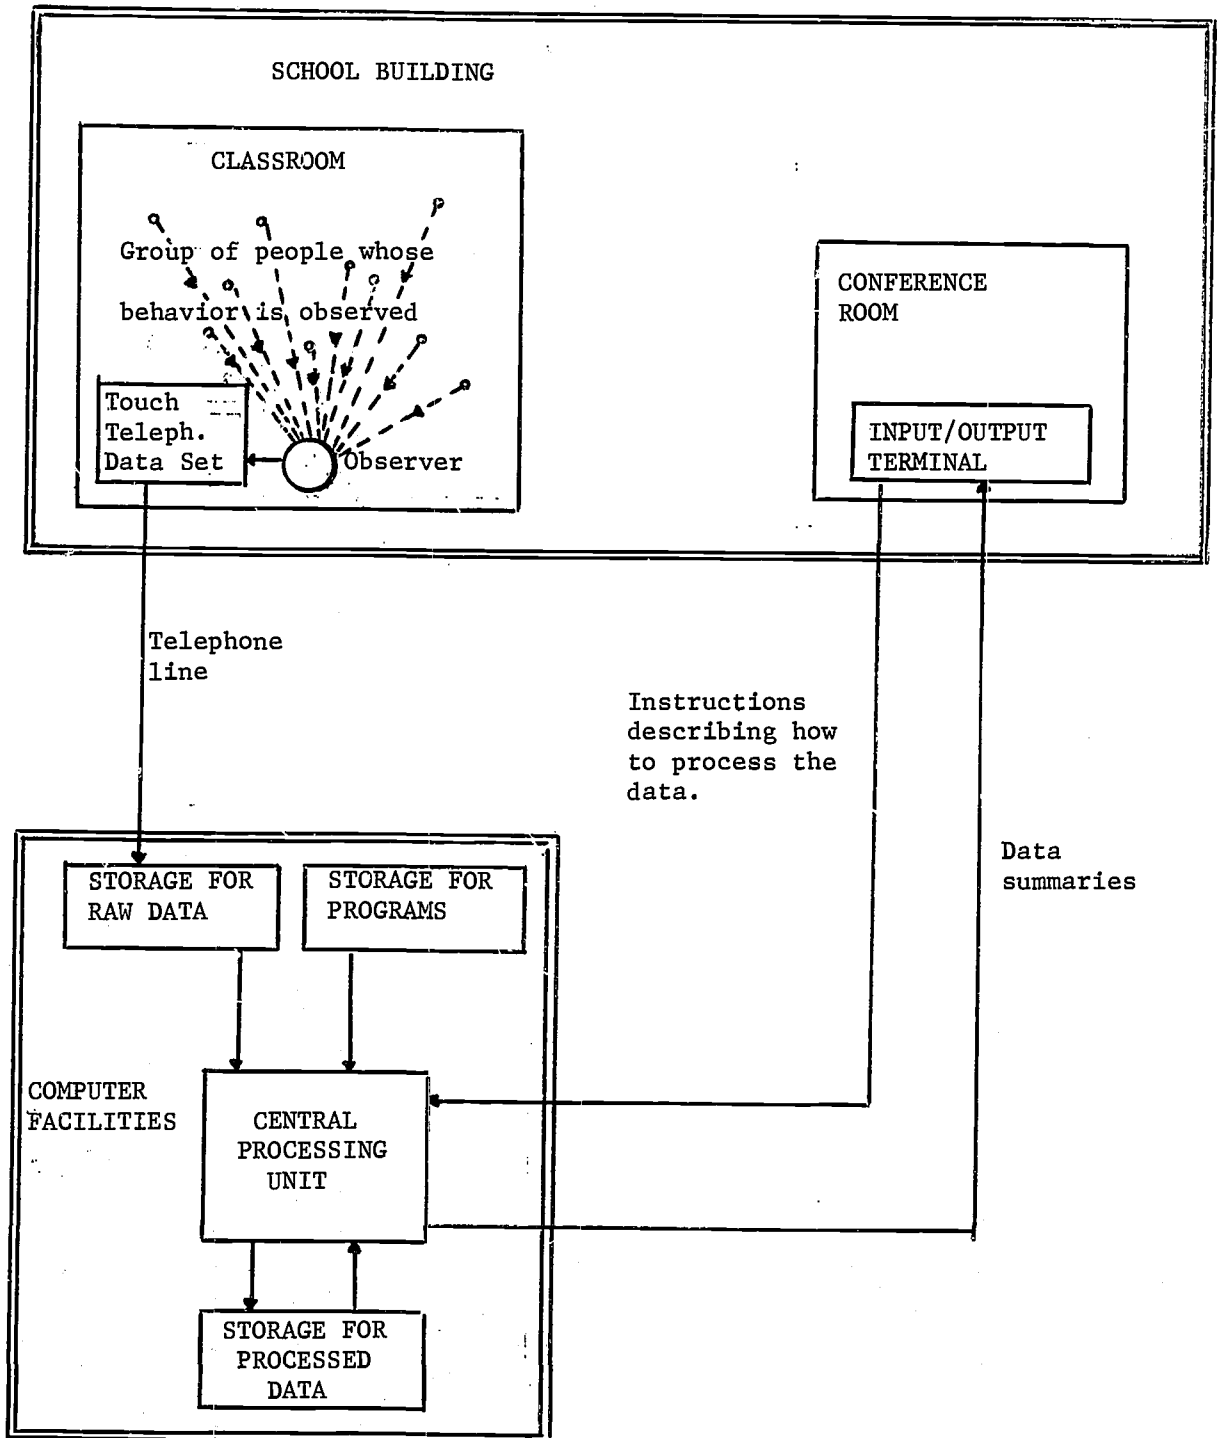 SCHOOL BUILDING
CLASSROOM
Group of people whose
behavior is observed
Touch
Teleph.
Data Set
Observer
CONFERENCE
ROOM
INPUT/OUTPUT
TERMINAL
Telephone
line
Instructions
describing how
to process the
data.
Data
summaries
STORAGE FOR
RAW DATA
STORAGE FOR
PROGRAMS
COMPUTER
FACILITIES
CENTRAL
PROCESSING
UNIT
STORAGE FOR
PROCESSED
DATA